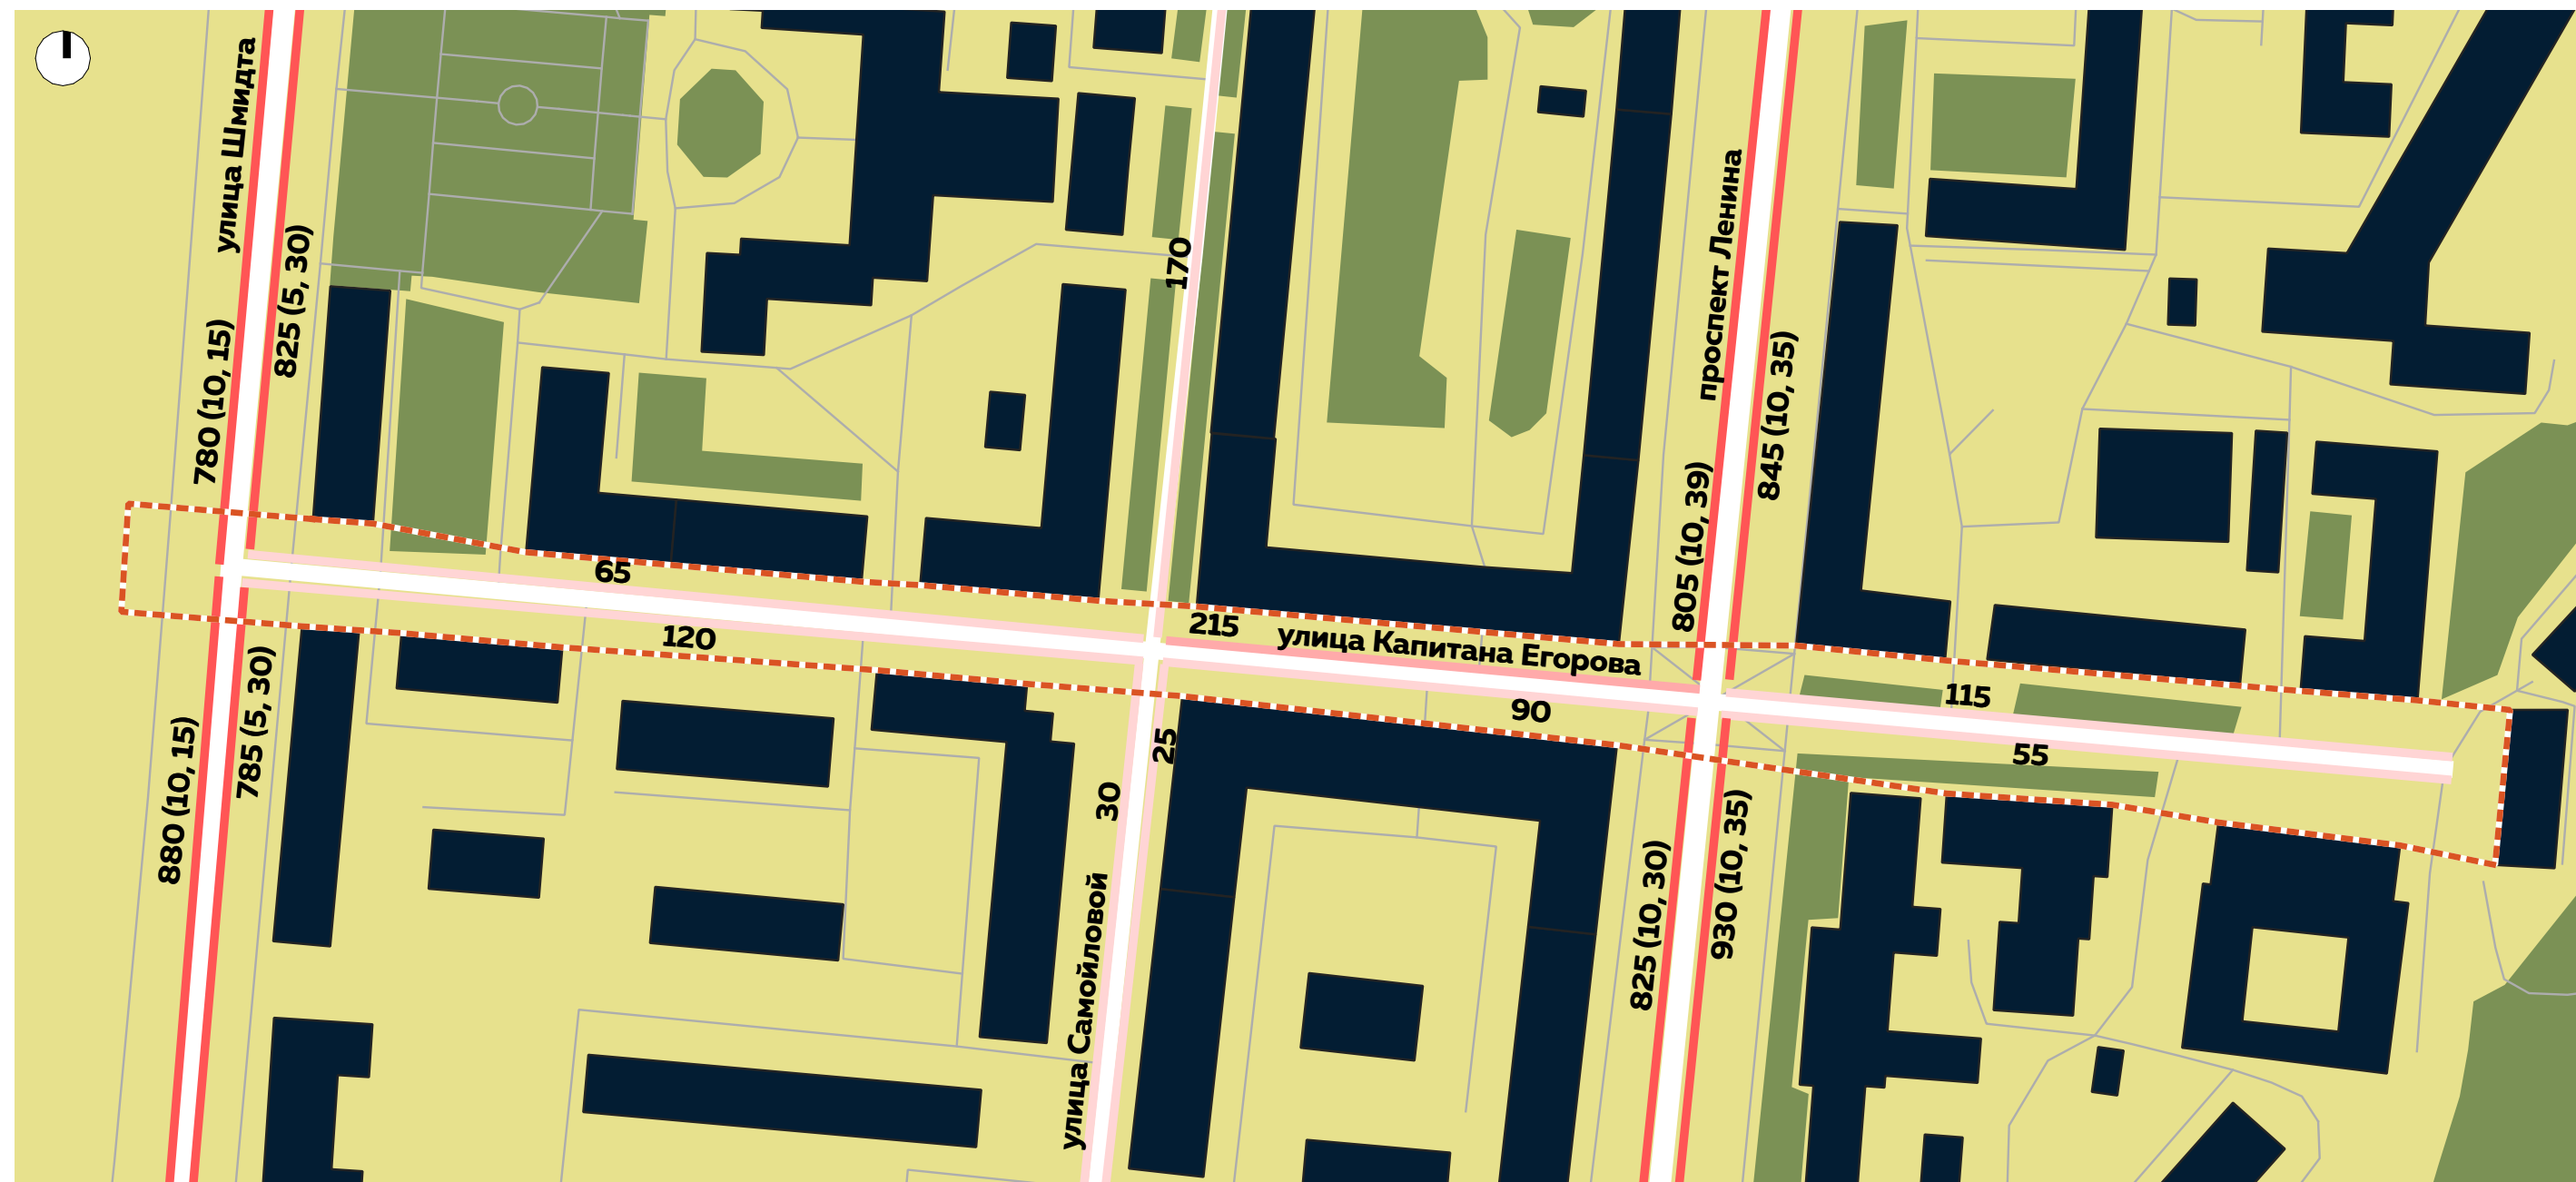 улица Шмидта
780 (10, 15)
825 (5, 30)
170
проспект Ленина
805 (10, 39)
845 (10, 35)
65
120
215
улица Капитана Егорова
90
115
55
880 (10, 15)
785 (5, 30)
25
30
улица Самойловой
825 (10, 30)
930 (10, 35)